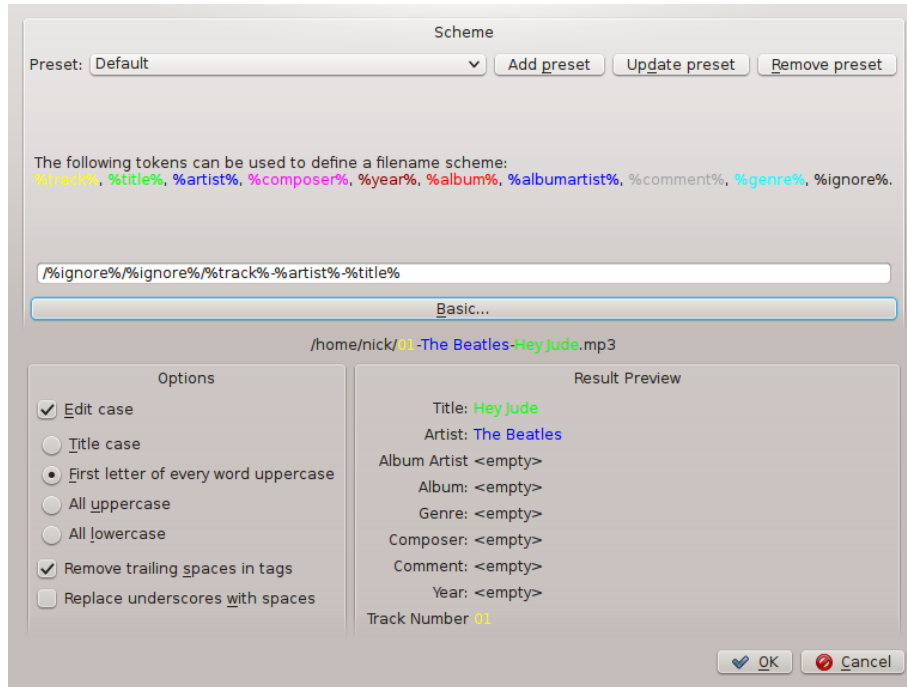 Scheme
Preset: Default Add preset Update preset Remove preset
The following tokens can be used to define a filename scheme:
%track%, %title%, %artist%, %composer%, %year%, %album%, %albumartist%, %comment%, %genre%, %ignore%.
/%ignore%/%ignore%/%track%-%artist%-%title%
Basic...
/home/nick/01-The Beatles-Hey Jude.mp3
Options
Edit case
Title case
First letter of every word uppercase
All uppercase
All lowercase
Remove trailing spaces in tags
Replace underscores with spaces
Result Preview
Title: Hey Jude
Artist: The Beatles
Album Artist <empty>
Album: <empty>
Genre: <empty>
Composer: <empty>
Comment: <empty>
Year: <empty>
Track Number 01
OK Cancel